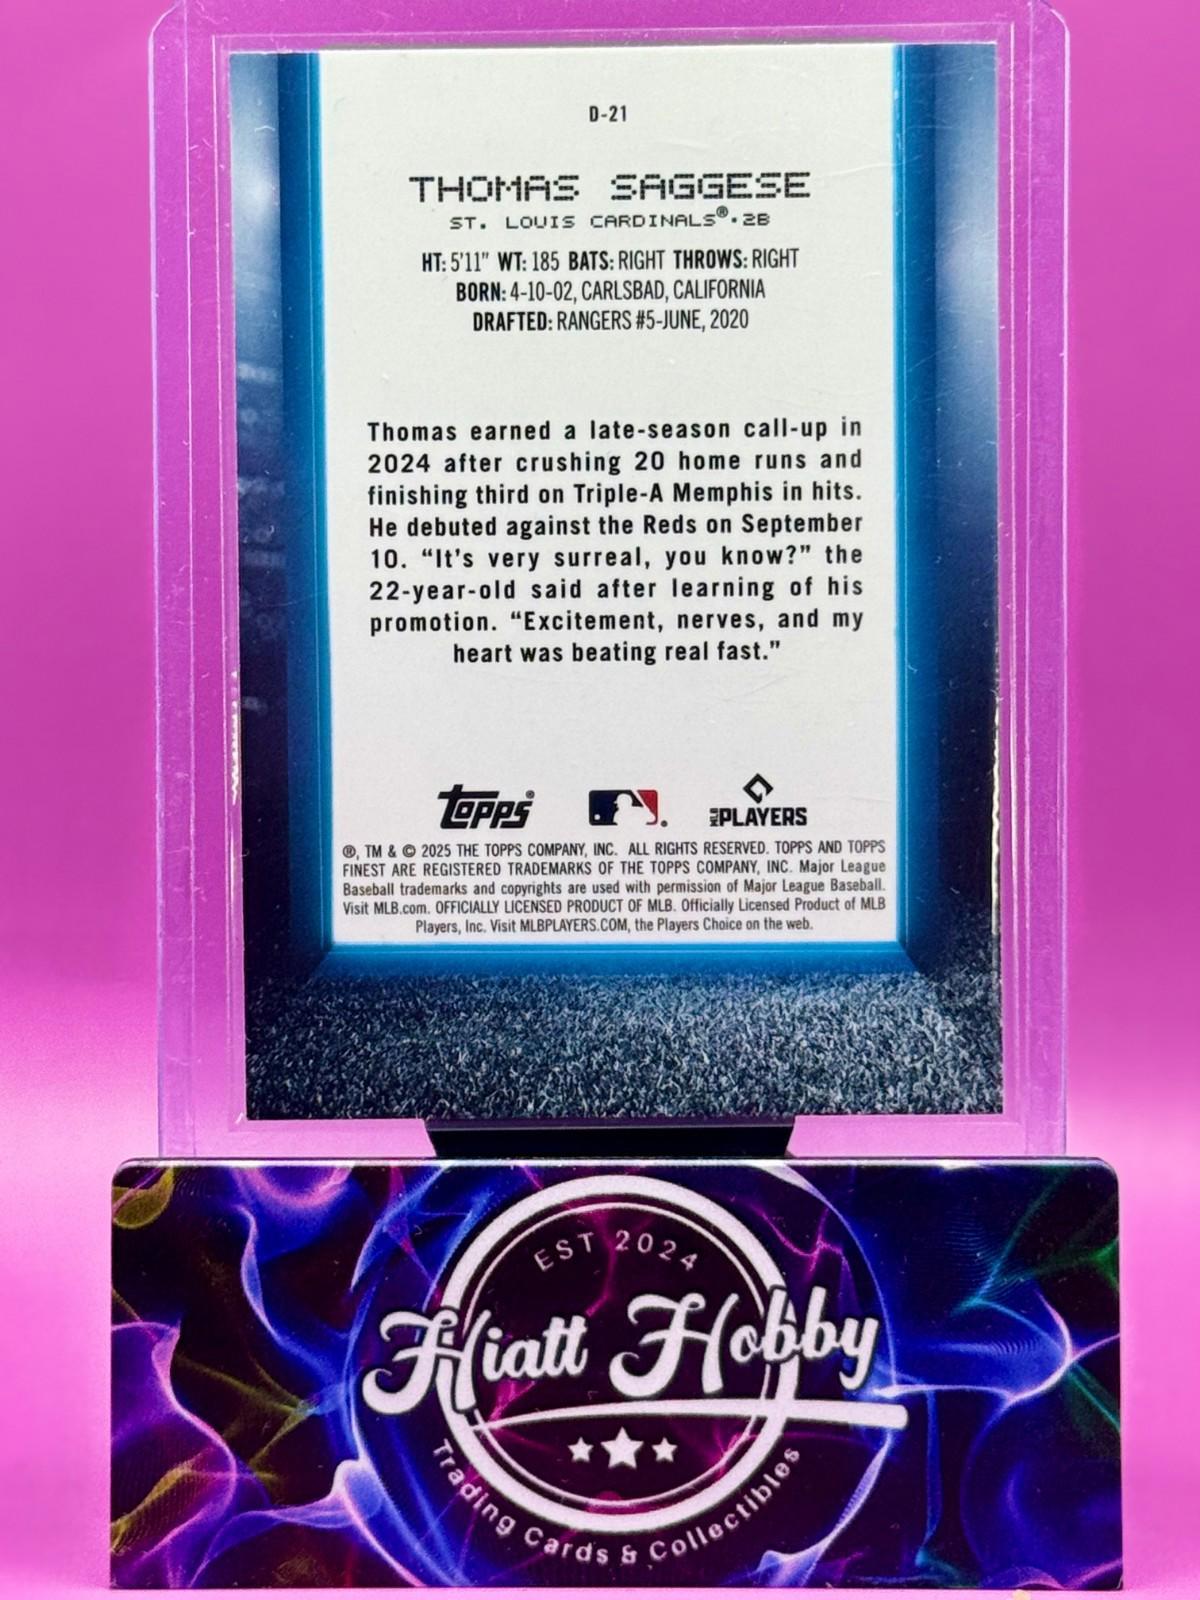 D-21
THOMAS SAGGESE
ST. LOUIS CARDINALS®•2B
HT: 5'11" WT: 185 BATS: RIGHT THROWS: RIGHT
BORN: 4-10-02, CARLSBAD, CALIFORNIA
DRAFTED: RANGERS #5-JUNE, 2020
Thomas earned a late-season call-up in
2024 after crushing 20 home runs and
finishing third on Triple-A Memphis in hits.
He debuted against the Reds on September
10. “It’s very surreal, you know?” the
22-year-old said after learning of his
promotion. “Excitement, nerves, and my
heart was beating real fast.”
Topps® ® MLB PLAYERS
®, TM & © 2025 THE TOPPS COMPANY, INC. ALL RIGHTS RESERVED. TOPPS AND TOPPS
FINEST ARE REGISTERED TRADEMARKS OF THE TOPPS COMPANY, INC. Major League
Baseball trademarks and copyrights are used with permission of Major League Baseball.
Visit MLB.com. OFFICIALLY LICENSED PRODUCT OF MLB. Officially Licensed Product of MLB
Players, Inc. Visit MLBPLAYERS.COM, the Players Choice on the web.
EST 2024
Hiatt Hobby
Trading Cards & Collectibles